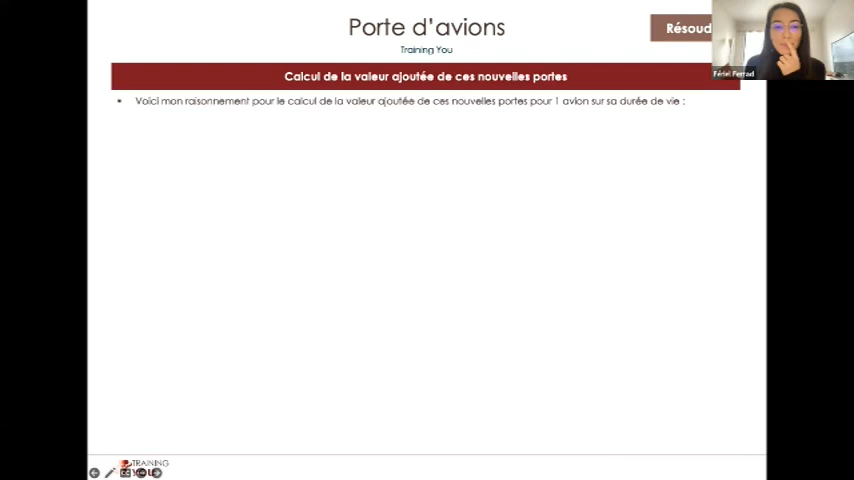 Porte d’avions
Training You
Résoud
Fériel Ferrad
Calcul de la valeur ajoutée de ces nouvelles portes
▪ Voici mon raisonnement pour le calcul de la valeur ajoutée de ces nouvelles portes pour 1 avion sur sa durée de vie :
TRAINING
YOU